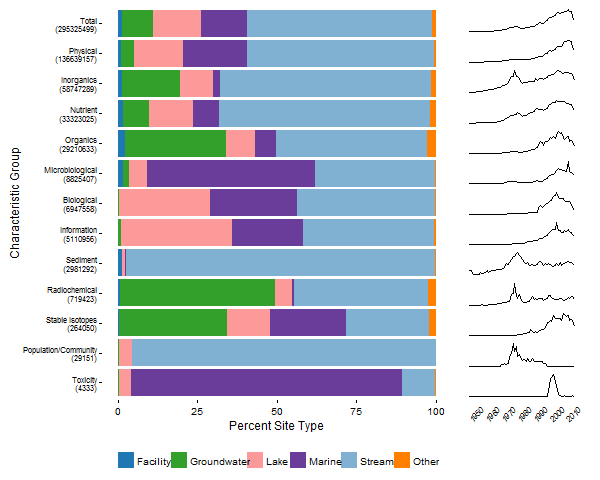 Characteristic Group
Total
(295325499)
Physical
(136639157)
Inorganics
(58747289)
Nutrient
(33323025)
Organics
(29210633)
Microbiological
(8825407)
Biological
(6947558)
Information
(5110956)
Sediment
(2981292)
Radiochemical
(719423)
Stable Isotopes
(264050)
Population/Community
(29151)
Toxicity
(4333)
0 25 50 75 100
Percent Site Type
1950 1960 1970 1980 1990 2000 2010
Facility Groundwater Lake Marine Stream Other